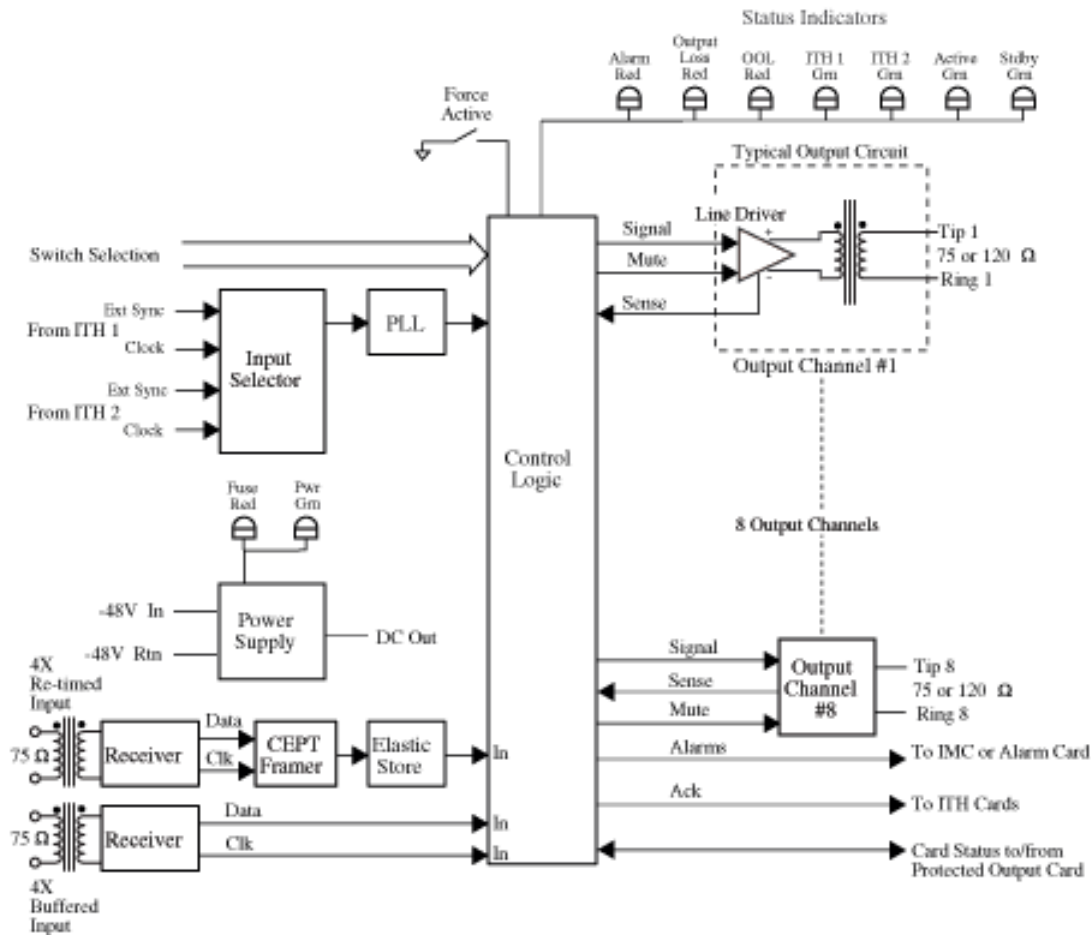 Status Indicators
Alarm
Red
Output
Loss
Red
OOL
Red
ITH 1
Grn
ITH 2
Grn
Active
Grn
Stdby
Grn
Force
Active
Typical Output Circuit
Line Driver
+
-
Signal
Mute
Sense
Tip 1
75 or 120 Ω
Ring 1
Output Channel #1
Switch Selection
Ext Sync
From ITH 1
Clock
Ext Sync
From ITH 2
Clock
Input
Selector
PLL
Control
Logic
8 Output Channels
Fuse
Red
Pwr
Grn
-48V In
-48V Rtn
Power
Supply
DC Out
Signal
Sense
Mute
Output
Channel
#8
Tip 8
75 or 120 Ω
Ring 8
4X
Re-timed
Input
75 Ω
Receiver
Data
Clk
CEPT
Framer
Elastic
Store
In
Alarms
To IMC or Alarm Card
Ack
To ITH Cards
75 Ω
Receiver
Data
Clk
In
In
Card Status to/from
Protected Output Card
4X
Buffered
Input